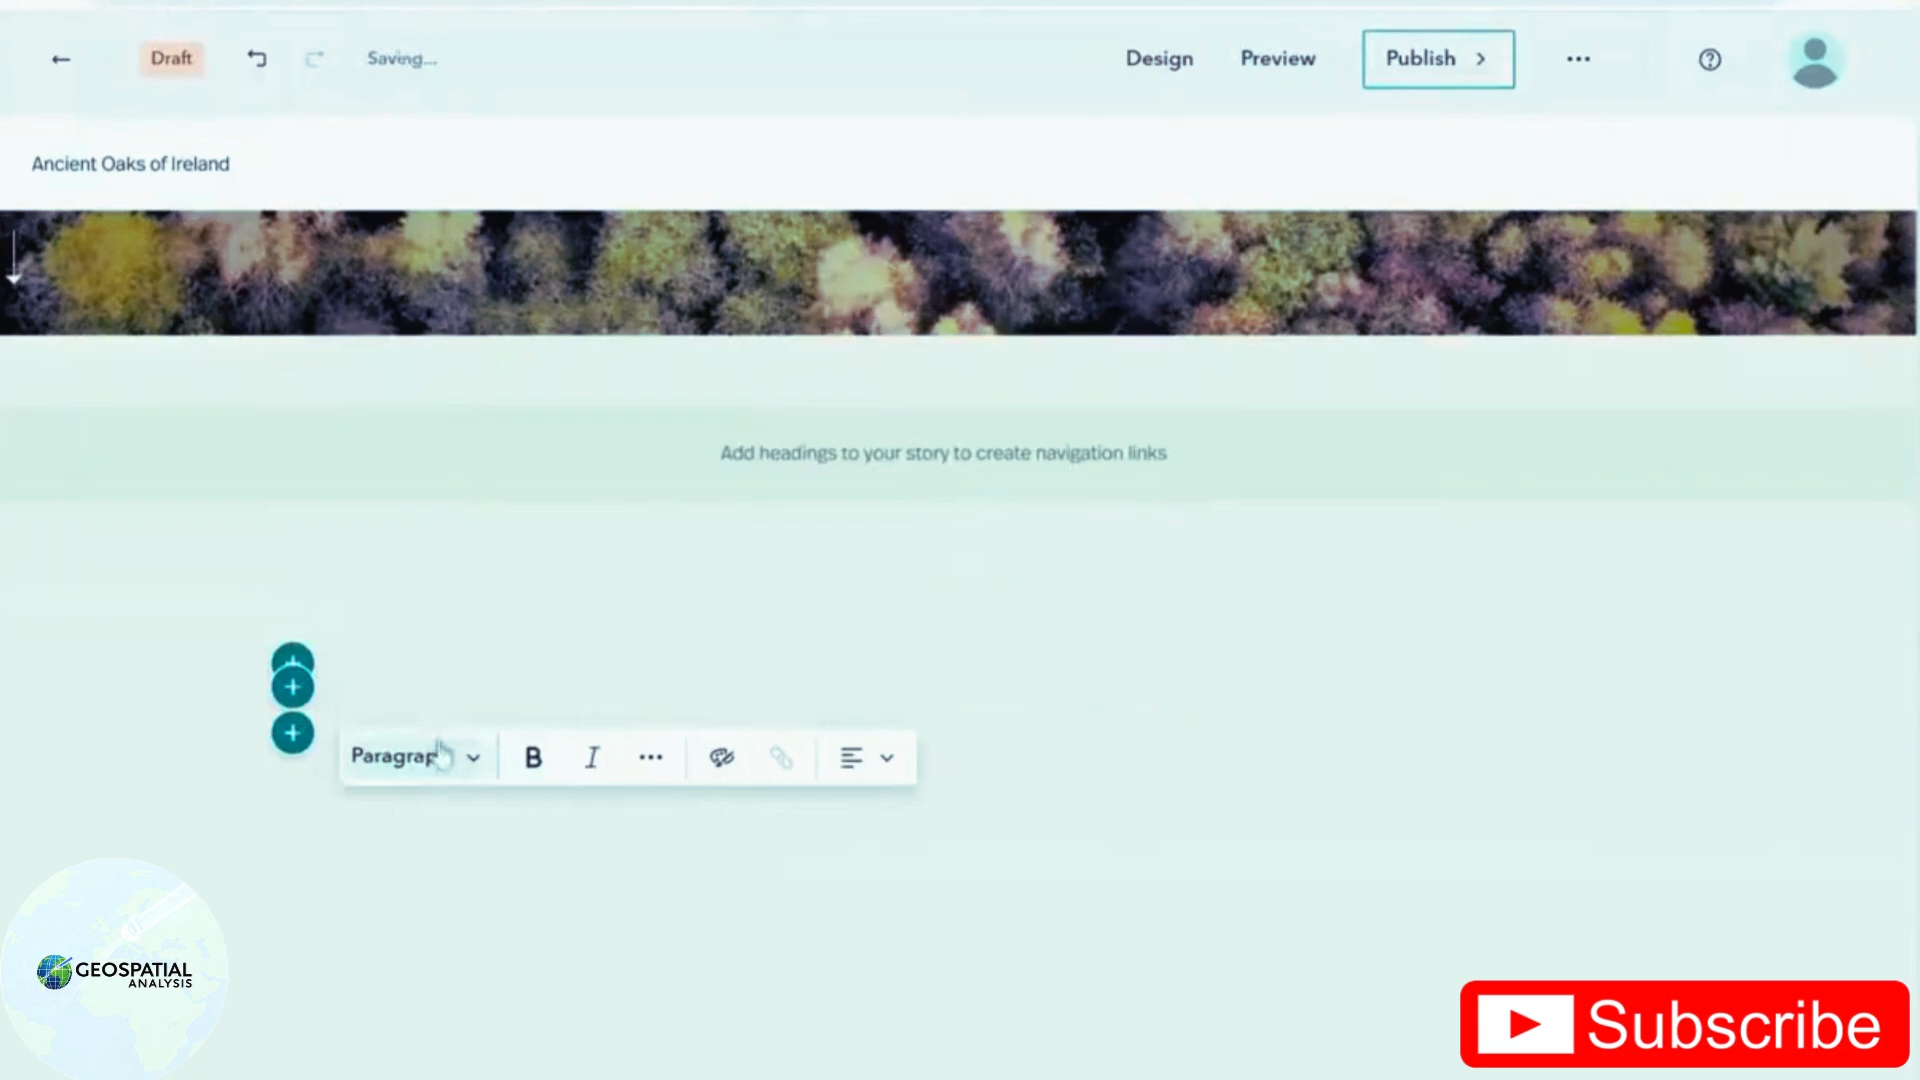 Draft
Saving...
Design
Preview
Publish
Ancient Oaks of Ireland
Add headings to your story to create navigation links
Paragrap
B
I
GEOSPATIAL
ANALYSIS
Subscribe